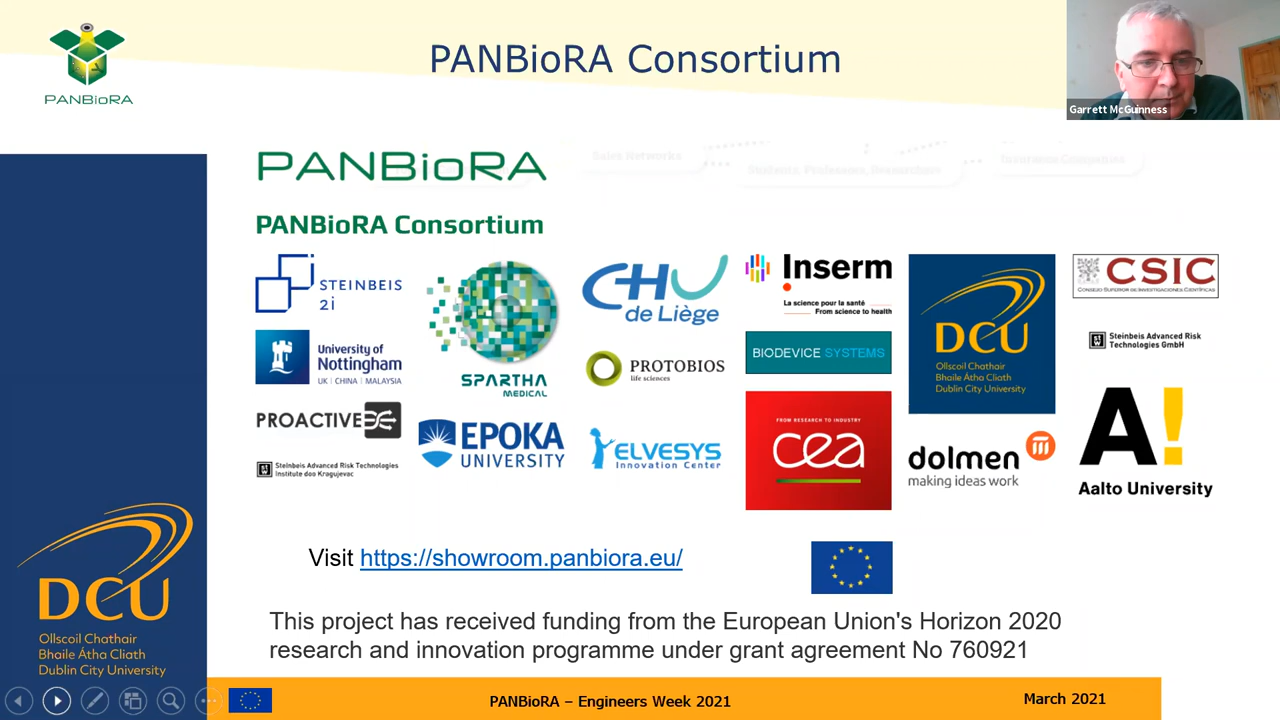 PANBioRA
PANBioRA Consortium
Garrett McGuinness
PANBioRA
PANBioRA Consortium
STEINBEIS
2i
University of
Nottingham
UK | CHINA | MALAYSIA
PROACTIVE
Steinbeis Advanced Risk Technologies
Institute doo Kragujevac
SPARTHA
MEDICAL
EPOKA
UNIVERSITY
CHU
de Liège
PROTOBIOS
life sciences
ELVESYS
Innovation Center
Inserm
La science pour la santé
From science to health
BIODEVICE SYSTEMS
FROM RESEARCH TO INDUSTRY
cea
DCU
Ollscoil Chathair
Bhaile Átha Cliath
Dublin City University
dolmen
making ideas work
CSIC
CONSEJO SUPERIOR DE INVESTIGACIONES CIENTÍFICAS
Steinbeis Advanced Risk
Technologies GmbH
A!
Aalto University
Visit https://showroom.panbiora.eu/
This project has received funding from the European Union's Horizon 2020
research and innovation programme under grant agreement No 760921
DCU
Ollscoil Chathair
Bhaile Átha Cliath
Dublin City University
PANBioRA – Engineers Week 2021
March 2021